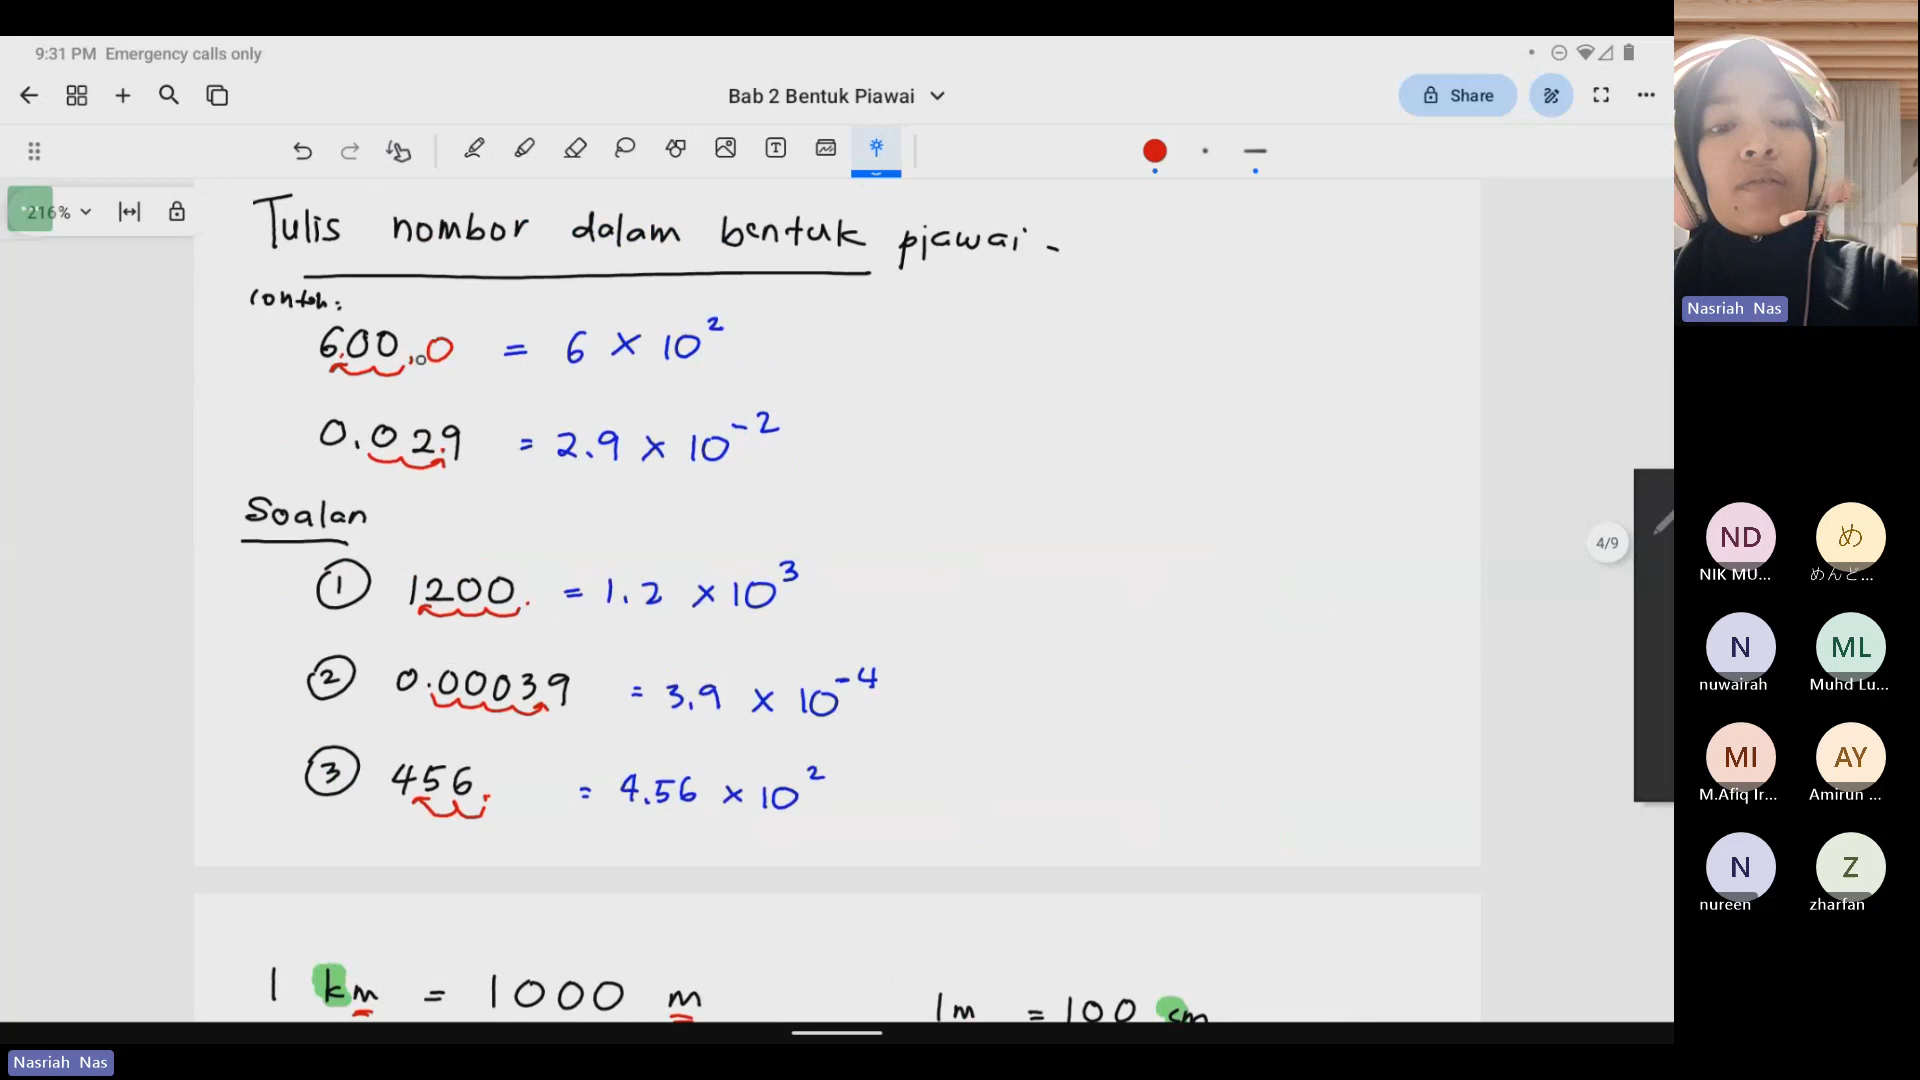 9:31 PM Emergency calls only
Bab 2 Bentuk Piawai
Share
216%
Tulis nombor dalam bentuk piawai.
Contoh:
600.0 = 6 × 10²
0.029 = 2.9 × 10⁻²
Soalan
① 1200. = 1.2 × 10³
② 0.00039 = 3.9 × 10⁻⁴
③ 456. = 4.56 × 10²
1 km = 1000 m
1m = 100 cm
4/9
Nasriah Nas
ND
NIK MU...
め
めんど...
N
nuwairah
ML
Muhd Lu...
MI
M.Afiq Ir...
AY
Amirun ...
N
nureen
Z
zharfan
Nasriah Nas